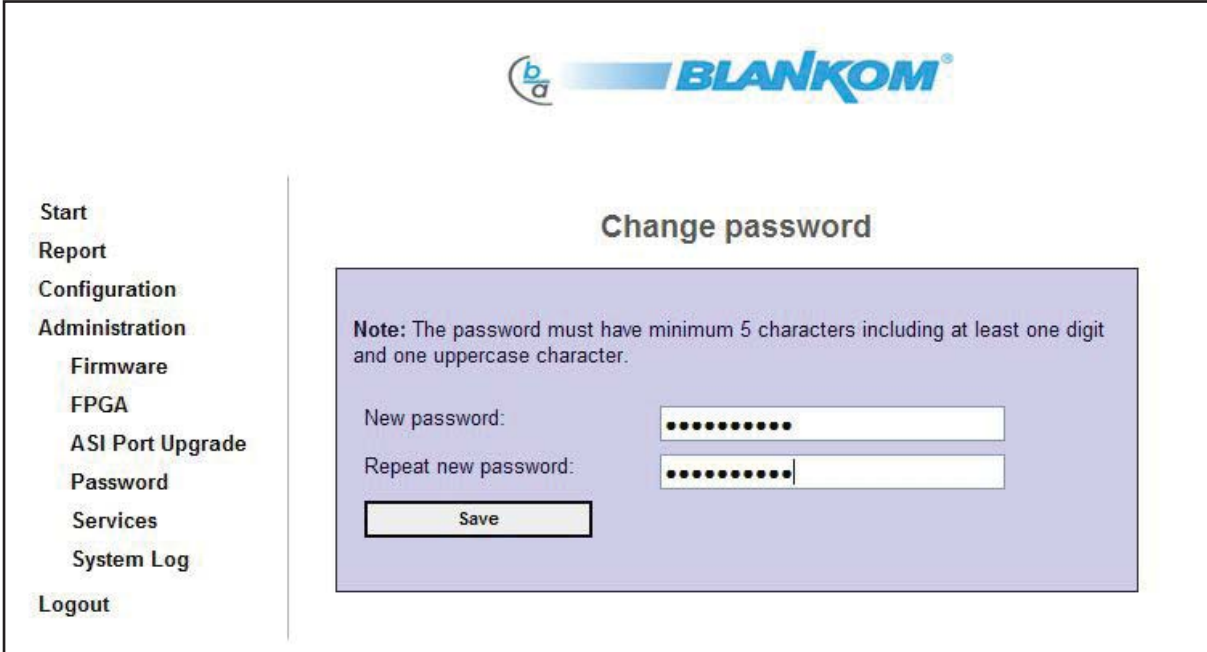 b
a
BLANKOM®
Start
Report
Configuration
Administration
Firmware
FPGA
ASI Port Upgrade
Password
Services
System Log
Logout
Change password
Note: The password must have minimum 5 characters including at least one digit
and one uppercase character.
New password: ●●●●●●●●●●
Repeat new password: ●●●●●●●●●●
Save